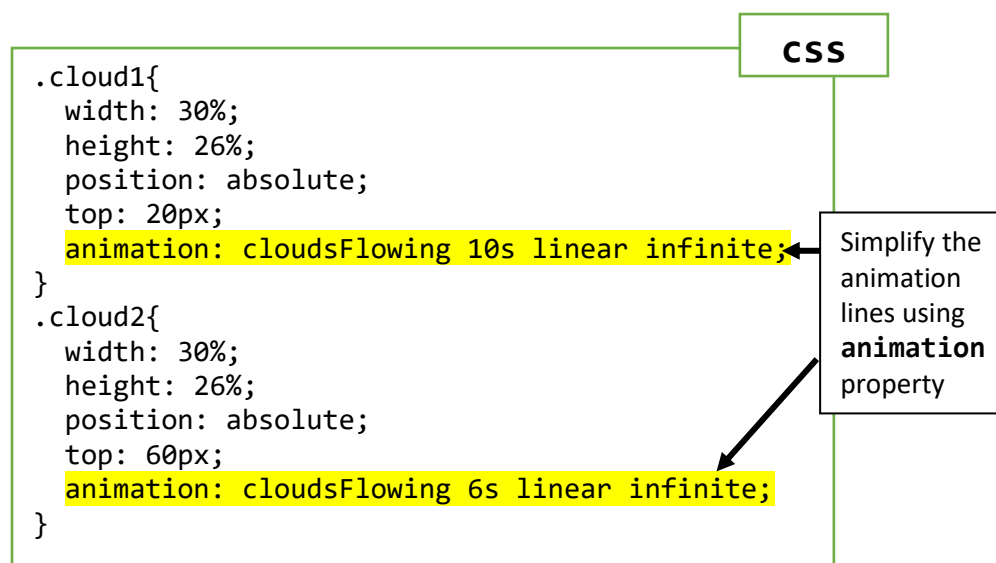 css
.cloud1{
  width: 30%;
  height: 26%;
  position: absolute;
  top: 20px;
  animation: cloudsFlowing 10s linear infinite;
}
.cloud2{
  width: 30%;
  height: 26%;
  position: absolute;
  top: 60px;
  animation: cloudsFlowing 6s linear infinite;
}
Simplify the
animation
lines using
animation
property